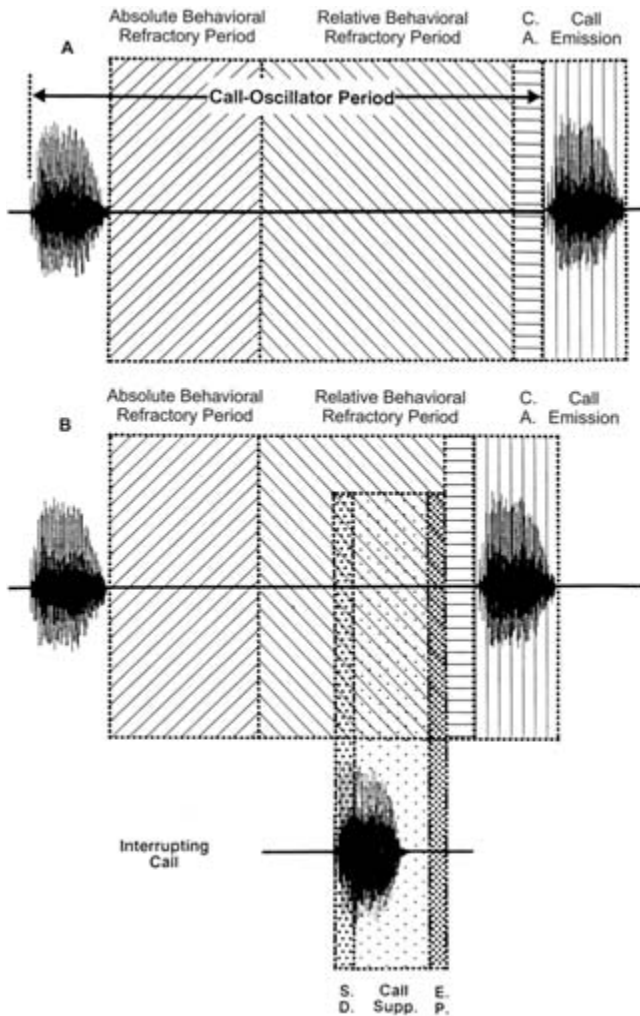 Absolute Behavioral Relative Behavioral C. Call
Refractory Period Refractory Period A. Emission
A
Call-Oscillator Period
Absolute Behavioral Relative Behavioral C. Call
Refractory Period Refractory Period A. Emission
B
Interrupting
Call
S. Call E.
D. Supp. P.